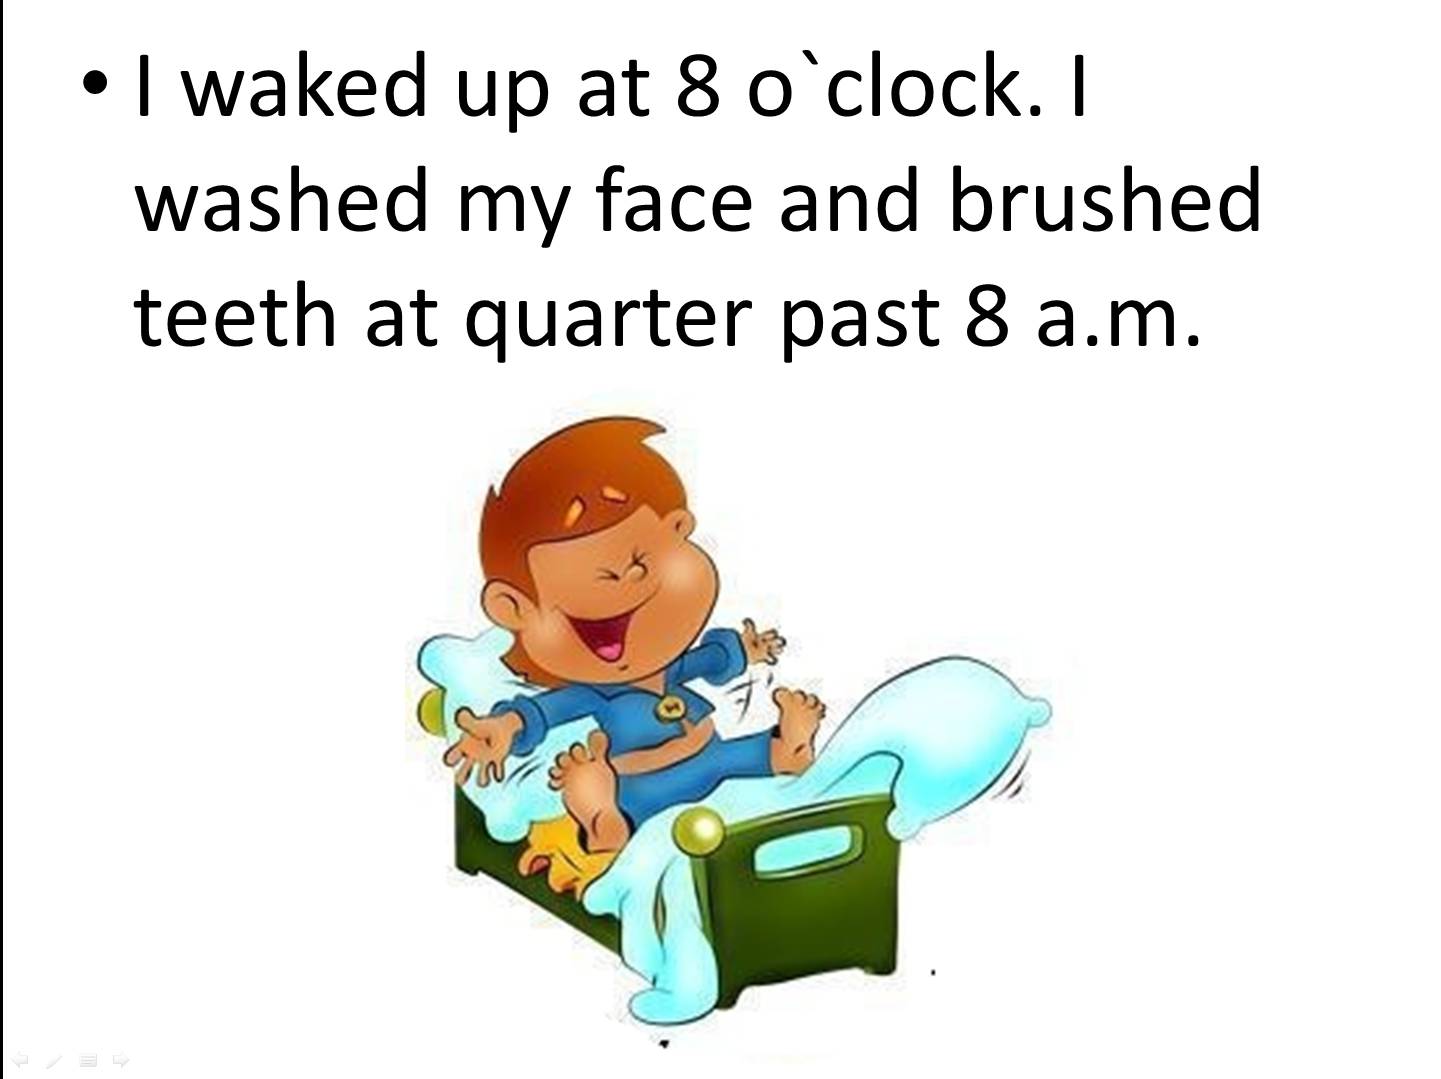 • I waked up at 8 o`clock. I
washed my face and brushed
teeth at quarter past 8 a.m.